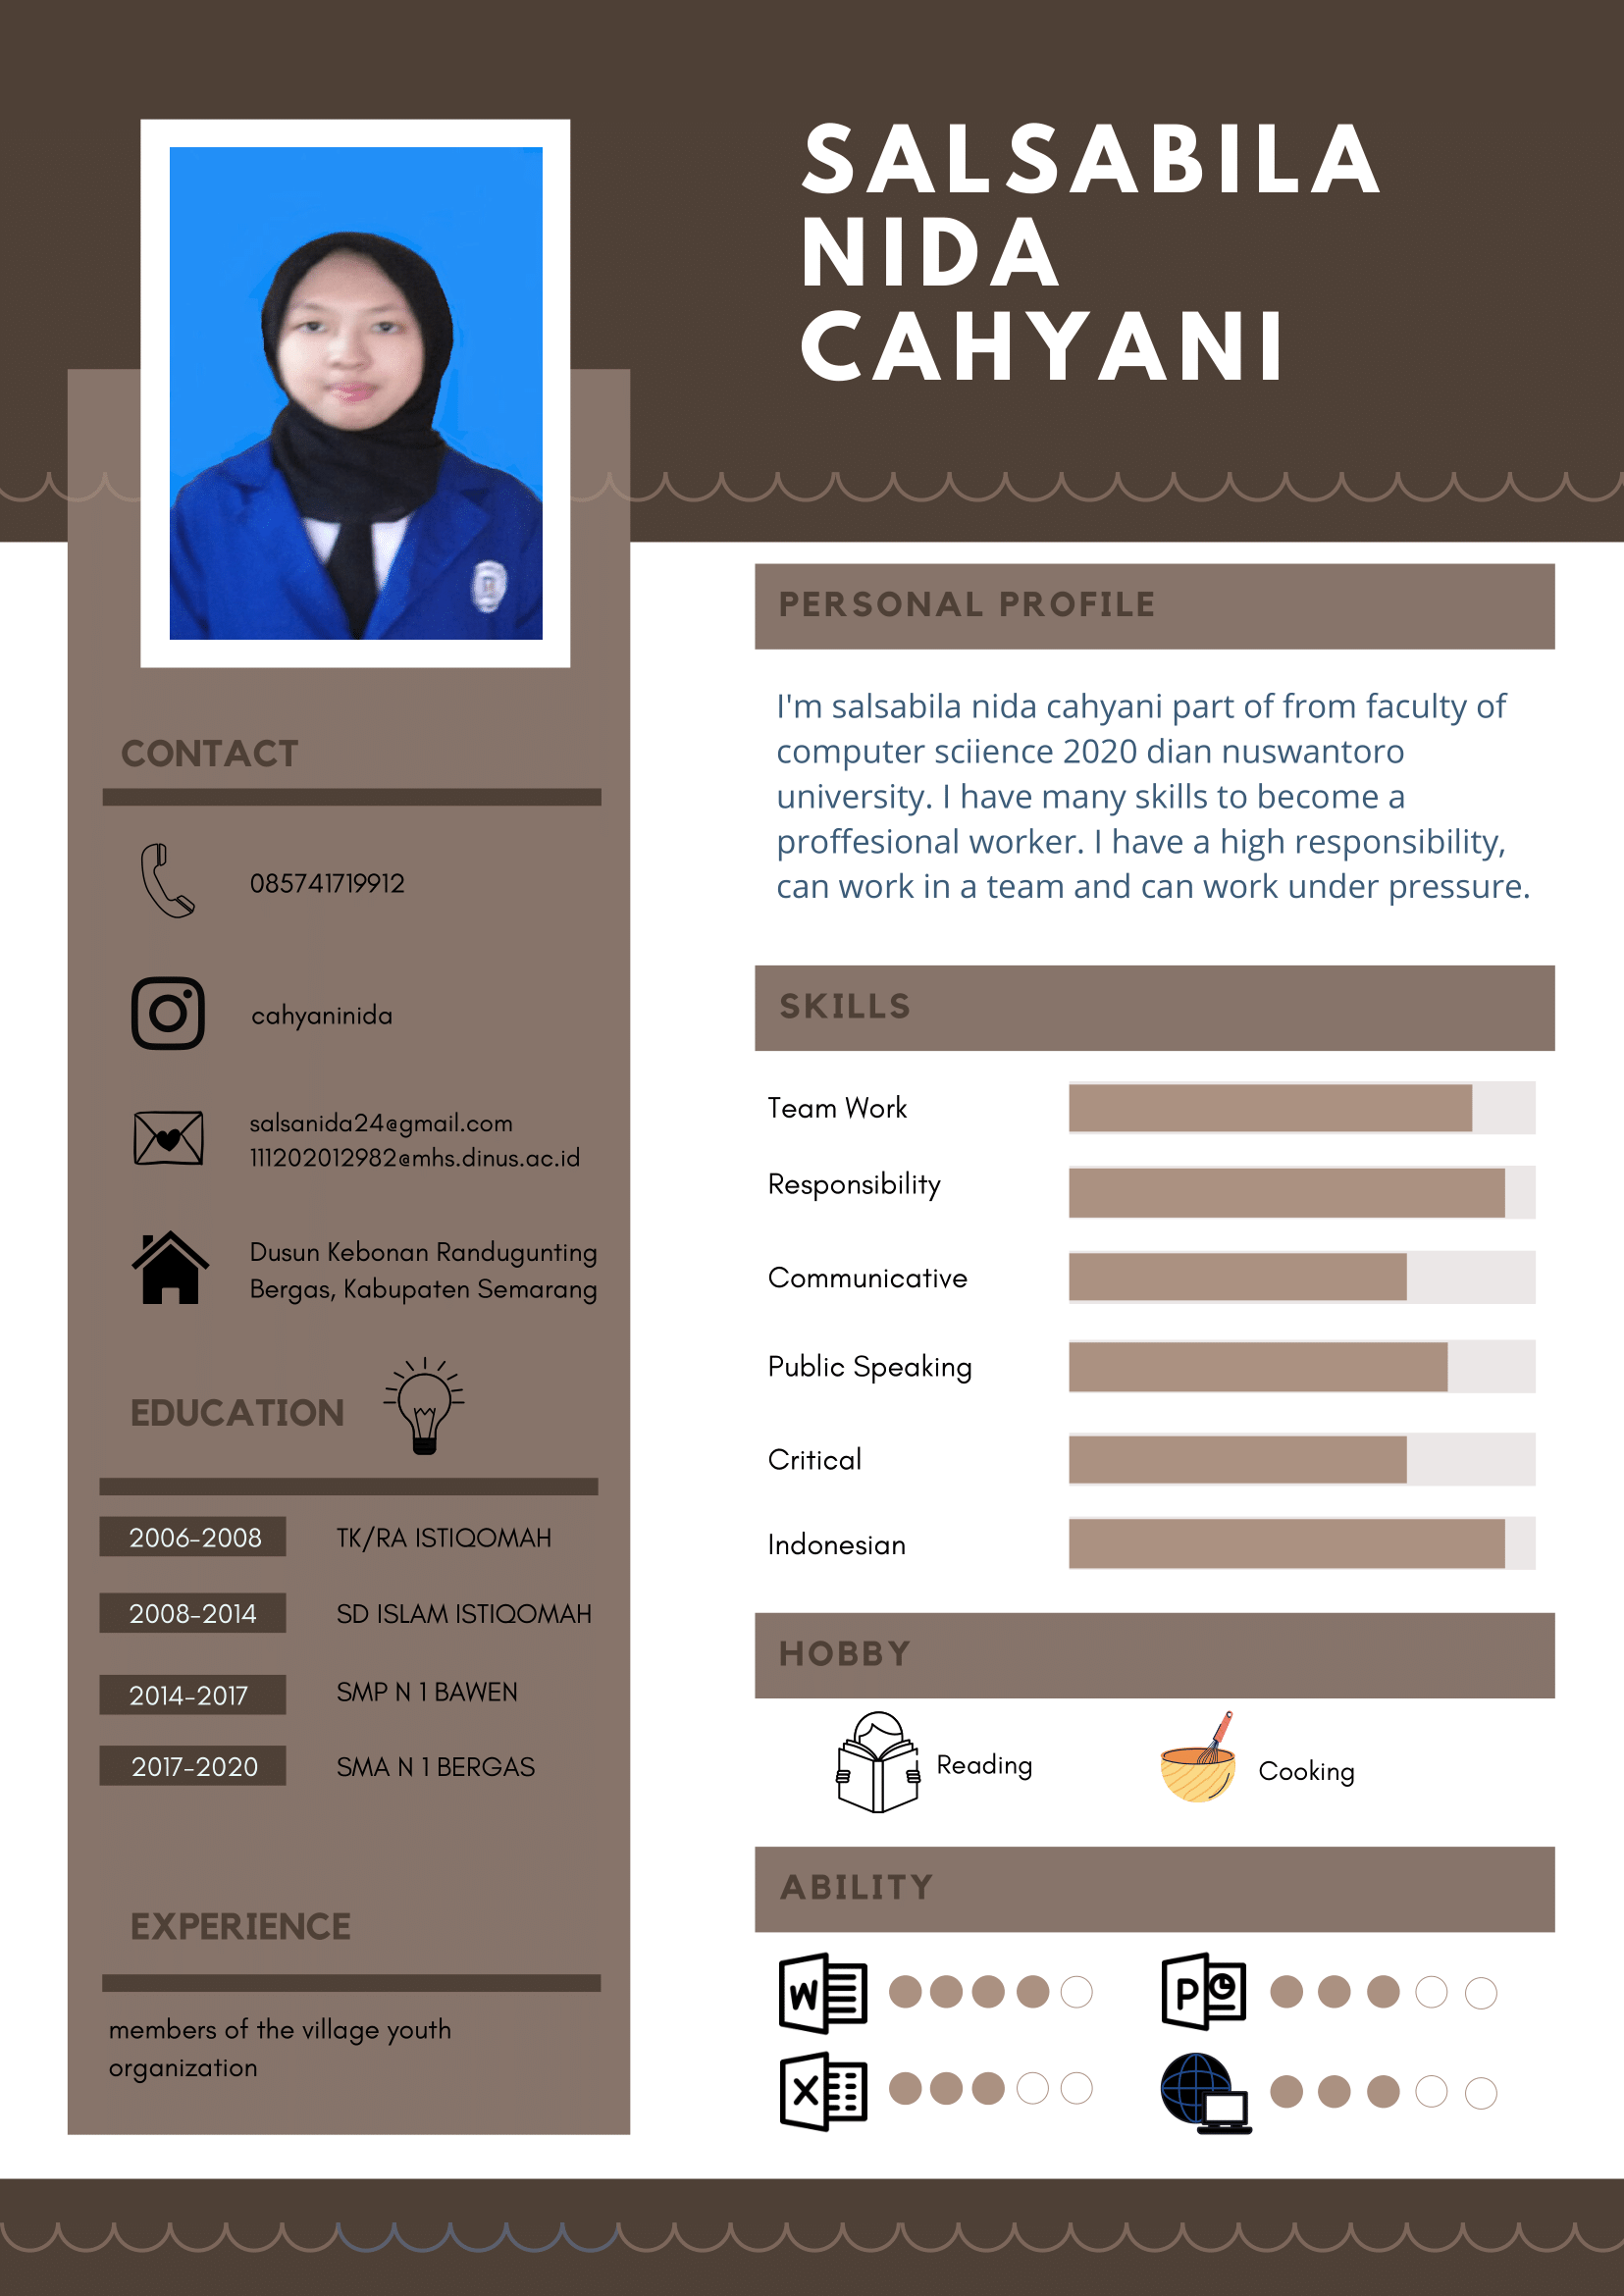 SALSABILA
NIDA
CAHYANI
CONTACT
085741719912
cahyaninida
salsanida24@gmail.com
111202012982@mhs.dinus.ac.id
Dusun Kebonan Randugunting
Bergas, Kabupaten Semarang
EDUCATION
2006-2008 TK/RA ISTIQOMAH
2008-2014 SD ISLAM ISTIQOMAH
2014-2017 SMP N 1 BAWEN
2017-2020 SMA N 1 BERGAS
EXPERIENCE
members of the village youth
organization
PERSONAL PROFILE
I'm salsabila nida cahyani part of from faculty of
computer sciience 2020 dian nuswantoro
university. I have many skills to become a
proffesional worker. I have a high responsibility,
can work in a team and can work under pressure.
SKILLS
Team Work
Responsibility
Communicative
Public Speaking
Critical
Indonesian
HOBBY
Reading Cooking
ABILITY
W P
X